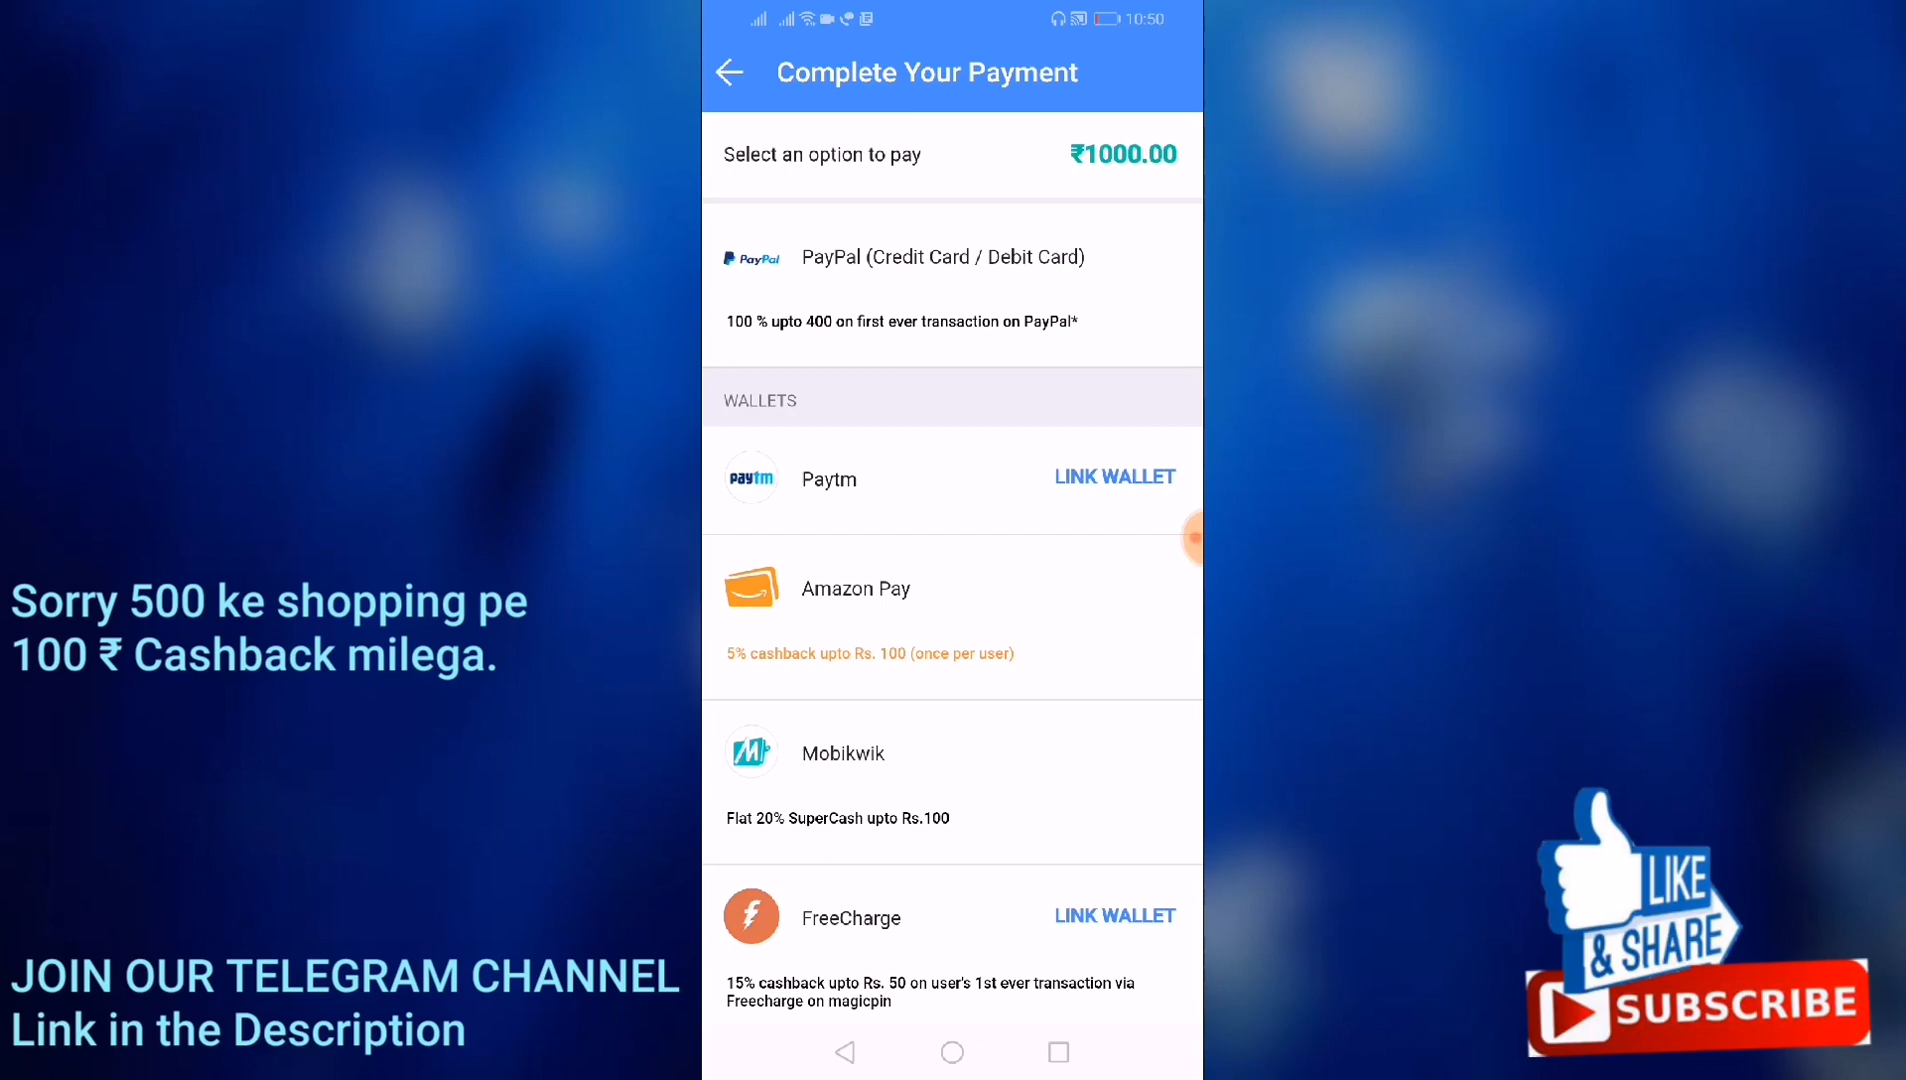 10:50
Complete Your Payment
Select an option to pay ₹1000.00
PayPal PayPal (Credit Card / Debit Card)
100 % upto 400 on first ever transaction on PayPal*
WALLETS
paytm Paytm LINK WALLET
Amazon Pay
5% cashback upto Rs. 100 (once per user)
M Mobikwik
Flat 20% SuperCash upto Rs.100
FreeCharge LINK WALLET
15% cashback upto Rs. 50 on user's 1st ever transaction via
Freecharge on magicpin
Sorry 500 ke shopping pe
100 ₹ Cashback milega.
JOIN OUR TELEGRAM CHANNEL
Link in the Description
LIKE
& SHARE
SUBSCRIBE